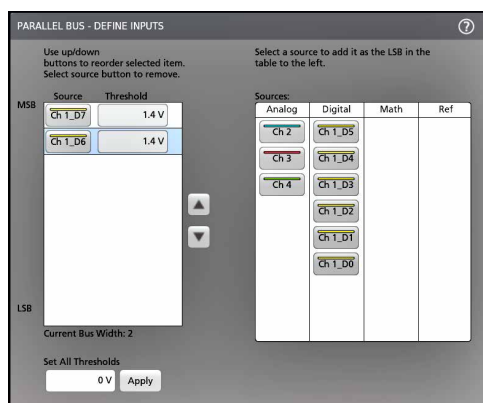 PARALLEL BUS - DEFINE INPUTS
?
Use up/down
buttons to reorder selected item.
Select source button to remove.
Source Threshold
MSB
Ch 1_D7 1.4 V
Ch 1_D6 1.4 V
LSB
Current Bus Width: 2
Set All Thresholds
0 V Apply
Select a source to add it as the LSB in the
table to the left.
Sources:
Analog Digital Math Ref
Ch 2 Ch 1_D5
Ch 3 Ch 1_D4
Ch 4 Ch 1_D3
Ch 1_D2
Ch 1_D1
Ch 1_D0